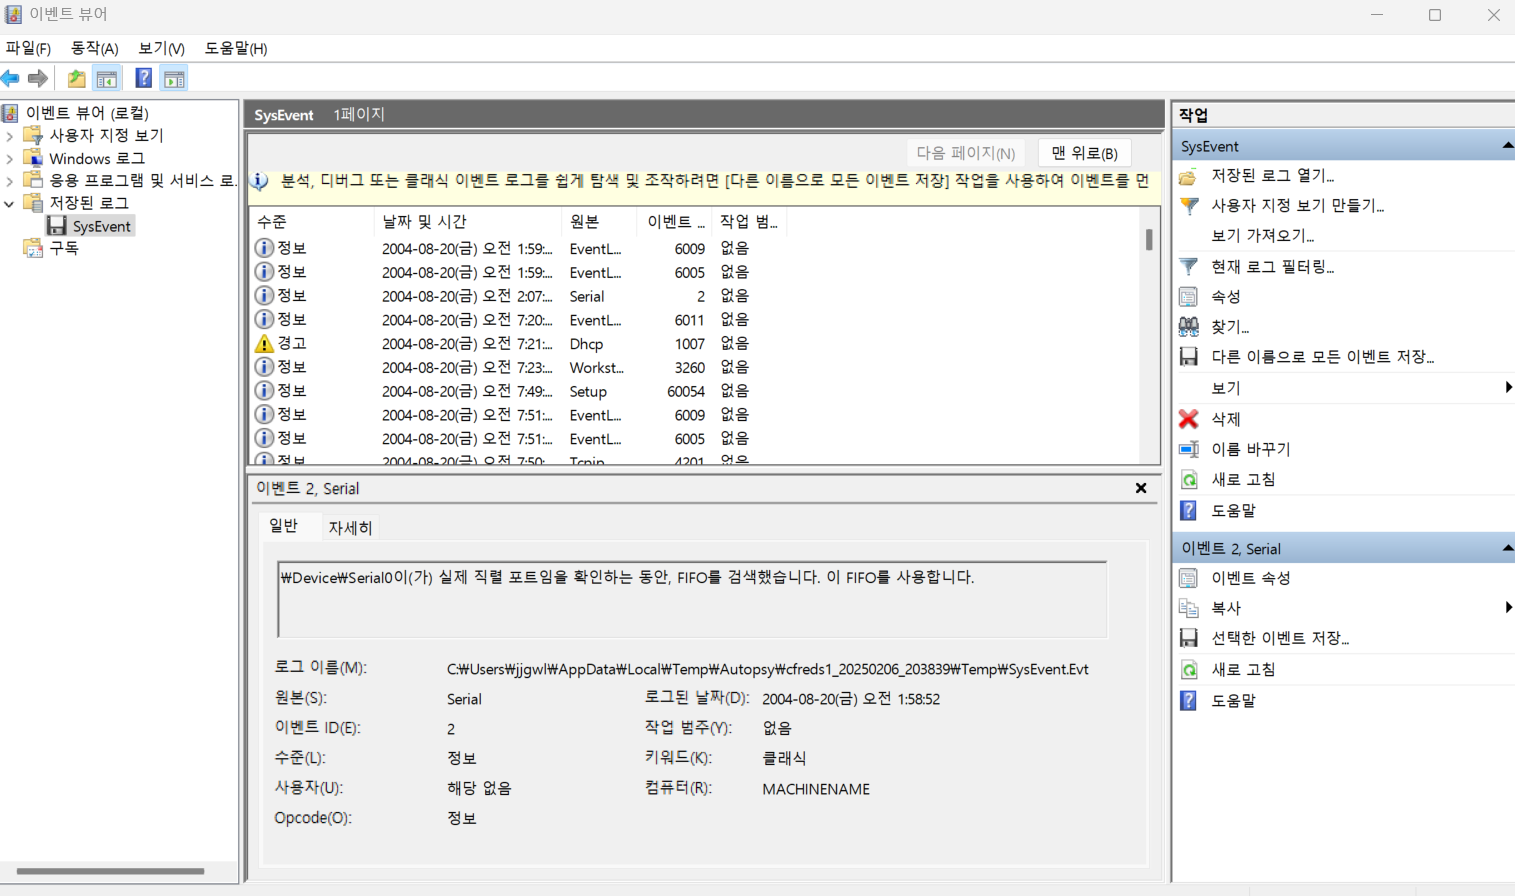 이벤트 뷰어
파일(F) 동작(A) 보기(V) 도움말(H)
이벤트 뷰어 (로컬)
사용자 지정 보기
Windows 로그
응용 프로그램 및 서비스 로.
저장된 로그
SysEvent
구독
SysEvent 1페이지
다음 페이지(N) 맨 위로(B)
분석, 디버그 또는 클래식 이벤트 로그를 쉽게 탐색 및 조작하려면 [다른 이름으로 모든 이벤트 저장] 작업을 사용하여 이벤트를 먼
수준 날짜 및 시간 원본 이벤트 ... 작업 범...
정보 2004-08-20(금) 오전 1:59:... EventL... 6009 없음
정보 2004-08-20(금) 오전 1:59:... EventL... 6005 없음
정보 2004-08-20(금) 오전 2:07:... Serial 2 없음
정보 2004-08-20(금) 오전 7:20:... EventL... 6011 없음
경고 2004-08-20(금) 오전 7:21:... Dhcp 1007 없음
정보 2004-08-20(금) 오전 7:23:... Workst... 3260 없음
정보 2004-08-20(금) 오전 7:49:... Setup 60054 없음
정보 2004-08-20(금) 오전 7:51:... EventL... 6009 없음
정보 2004-08-20(금) 오전 7:51:... EventL... 6005 없음
정보 2004-08-20(금) 오전 7:50: Tcpip 4201 없음
이벤트 2, Serial
일반 자세히
₩Device₩Serial0이(가) 실제 직렬 포트임을 확인하는 동안, FIFO를 검색했습니다. 이 FIFO를 사용합니다.
로그 이름(M): C:₩Users₩jjgwl₩AppData₩Local₩Temp₩Autopsy₩cfreds1_20250206_203839₩Temp₩SysEvent.Evt
원본(S): Serial 로그된 날짜(D): 2004-08-20(금) 오전 1:58:52
이벤트 ID(E): 2 작업 범주(Y): 없음
수준(L): 정보 키워드(K): 클래식
사용자(U): 해당 없음 컴퓨터(R): MACHINENAME
Opcode(O): 정보
작업
SysEvent
저장된 로그 열기...
사용자 지정 보기 만들기...
보기 가져오기...
현재 로그 필터링...
속성
찾기...
다른 이름으로 모든 이벤트 저장...
보기
삭제
이름 바꾸기
새로 고침
도움말
이벤트 2, Serial
이벤트 속성
복사
선택한 이벤트 저장...
새로 고침
도움말